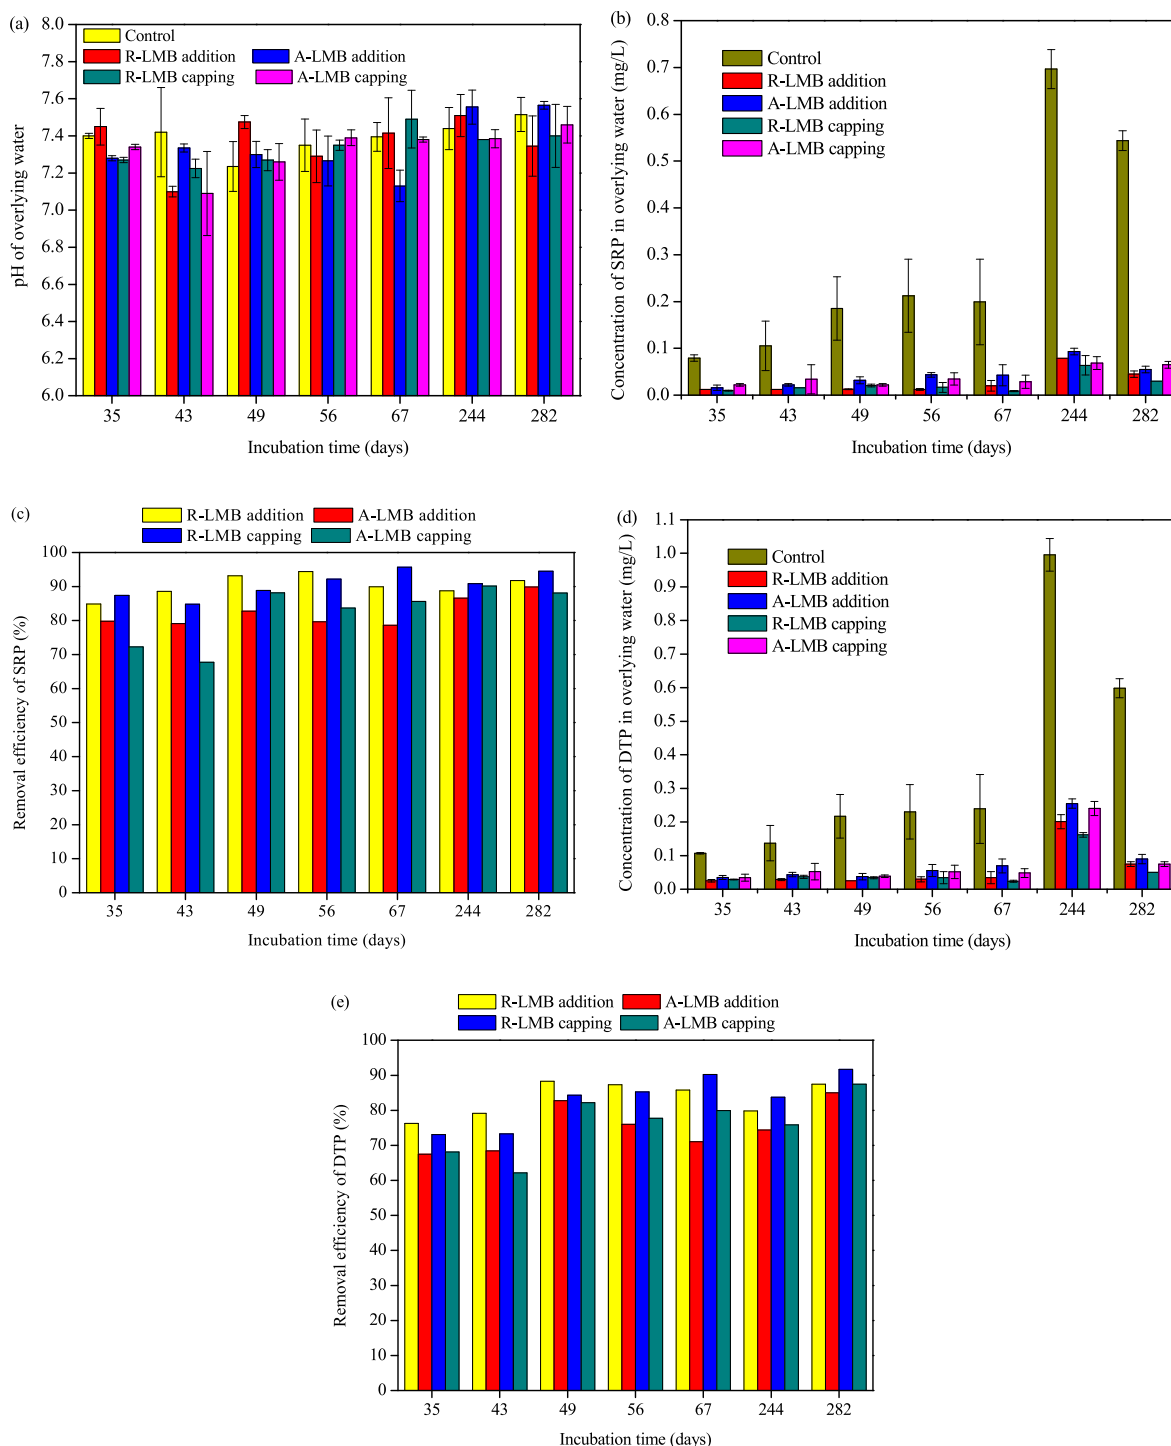 (a)
8.0
7.8
7.6
7.4
7.2
7.0
6.8
6.6
6.4
6.2
6.0
pH of overlying water
Control
R-LMB addition
A-LMB addition
R-LMB capping
A-LMB capping
35 43 49 56 67 244 282
Incubation time (days)
(b)
0.8
0.7
0.6
0.5
0.4
0.3
0.2
0.1
0.0
Concentration of SRP in overlying water (mg/L)
Control
R-LMB addition
A-LMB addition
R-LMB capping
A-LMB capping
35 43 49 56 67 244 282
Incubation time (days)
(c)
R-LMB addition A-LMB addition
R-LMB capping A-LMB capping
100
90
80
70
60
50
40
30
20
10
0
Removal efficiency of SRP (%)
35 43 49 56 67 244 282
Incubation time (days)
(d)
1.1
1.0
0.9
0.8
0.7
0.6
0.5
0.4
0.3
0.2
0.1
0.0
Concentration of DTP in overlying water (mg/L)
Control
R-LMB addition
A-LMB addition
R-LMB capping
A-LMB capping
35 43 49 56 67 244 282
Incubation time (days)
(e)
R-LMB addition A-LMB addition
R-LMB capping A-LMB capping
100
90
80
70
60
50
40
30
20
10
0
Removal efficiency of DTP (%)
35 43 49 56 67 244 282
Incubation time (days)